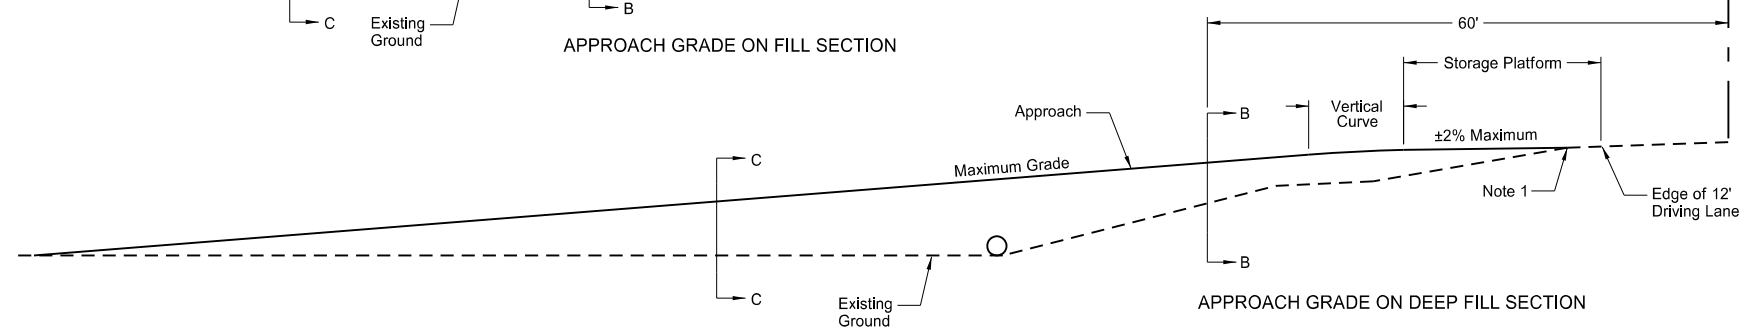 C
Existing
Ground
B
APPROACH GRADE ON FILL SECTION
60'
Storage Platform
Vertical
Curve
Approach
B
±2% Maximum
C
Maximum Grade
Note 1
Edge of 12'
Driving Lane
B
C
Existing
Ground
APPROACH GRADE ON DEEP FILL SECTION